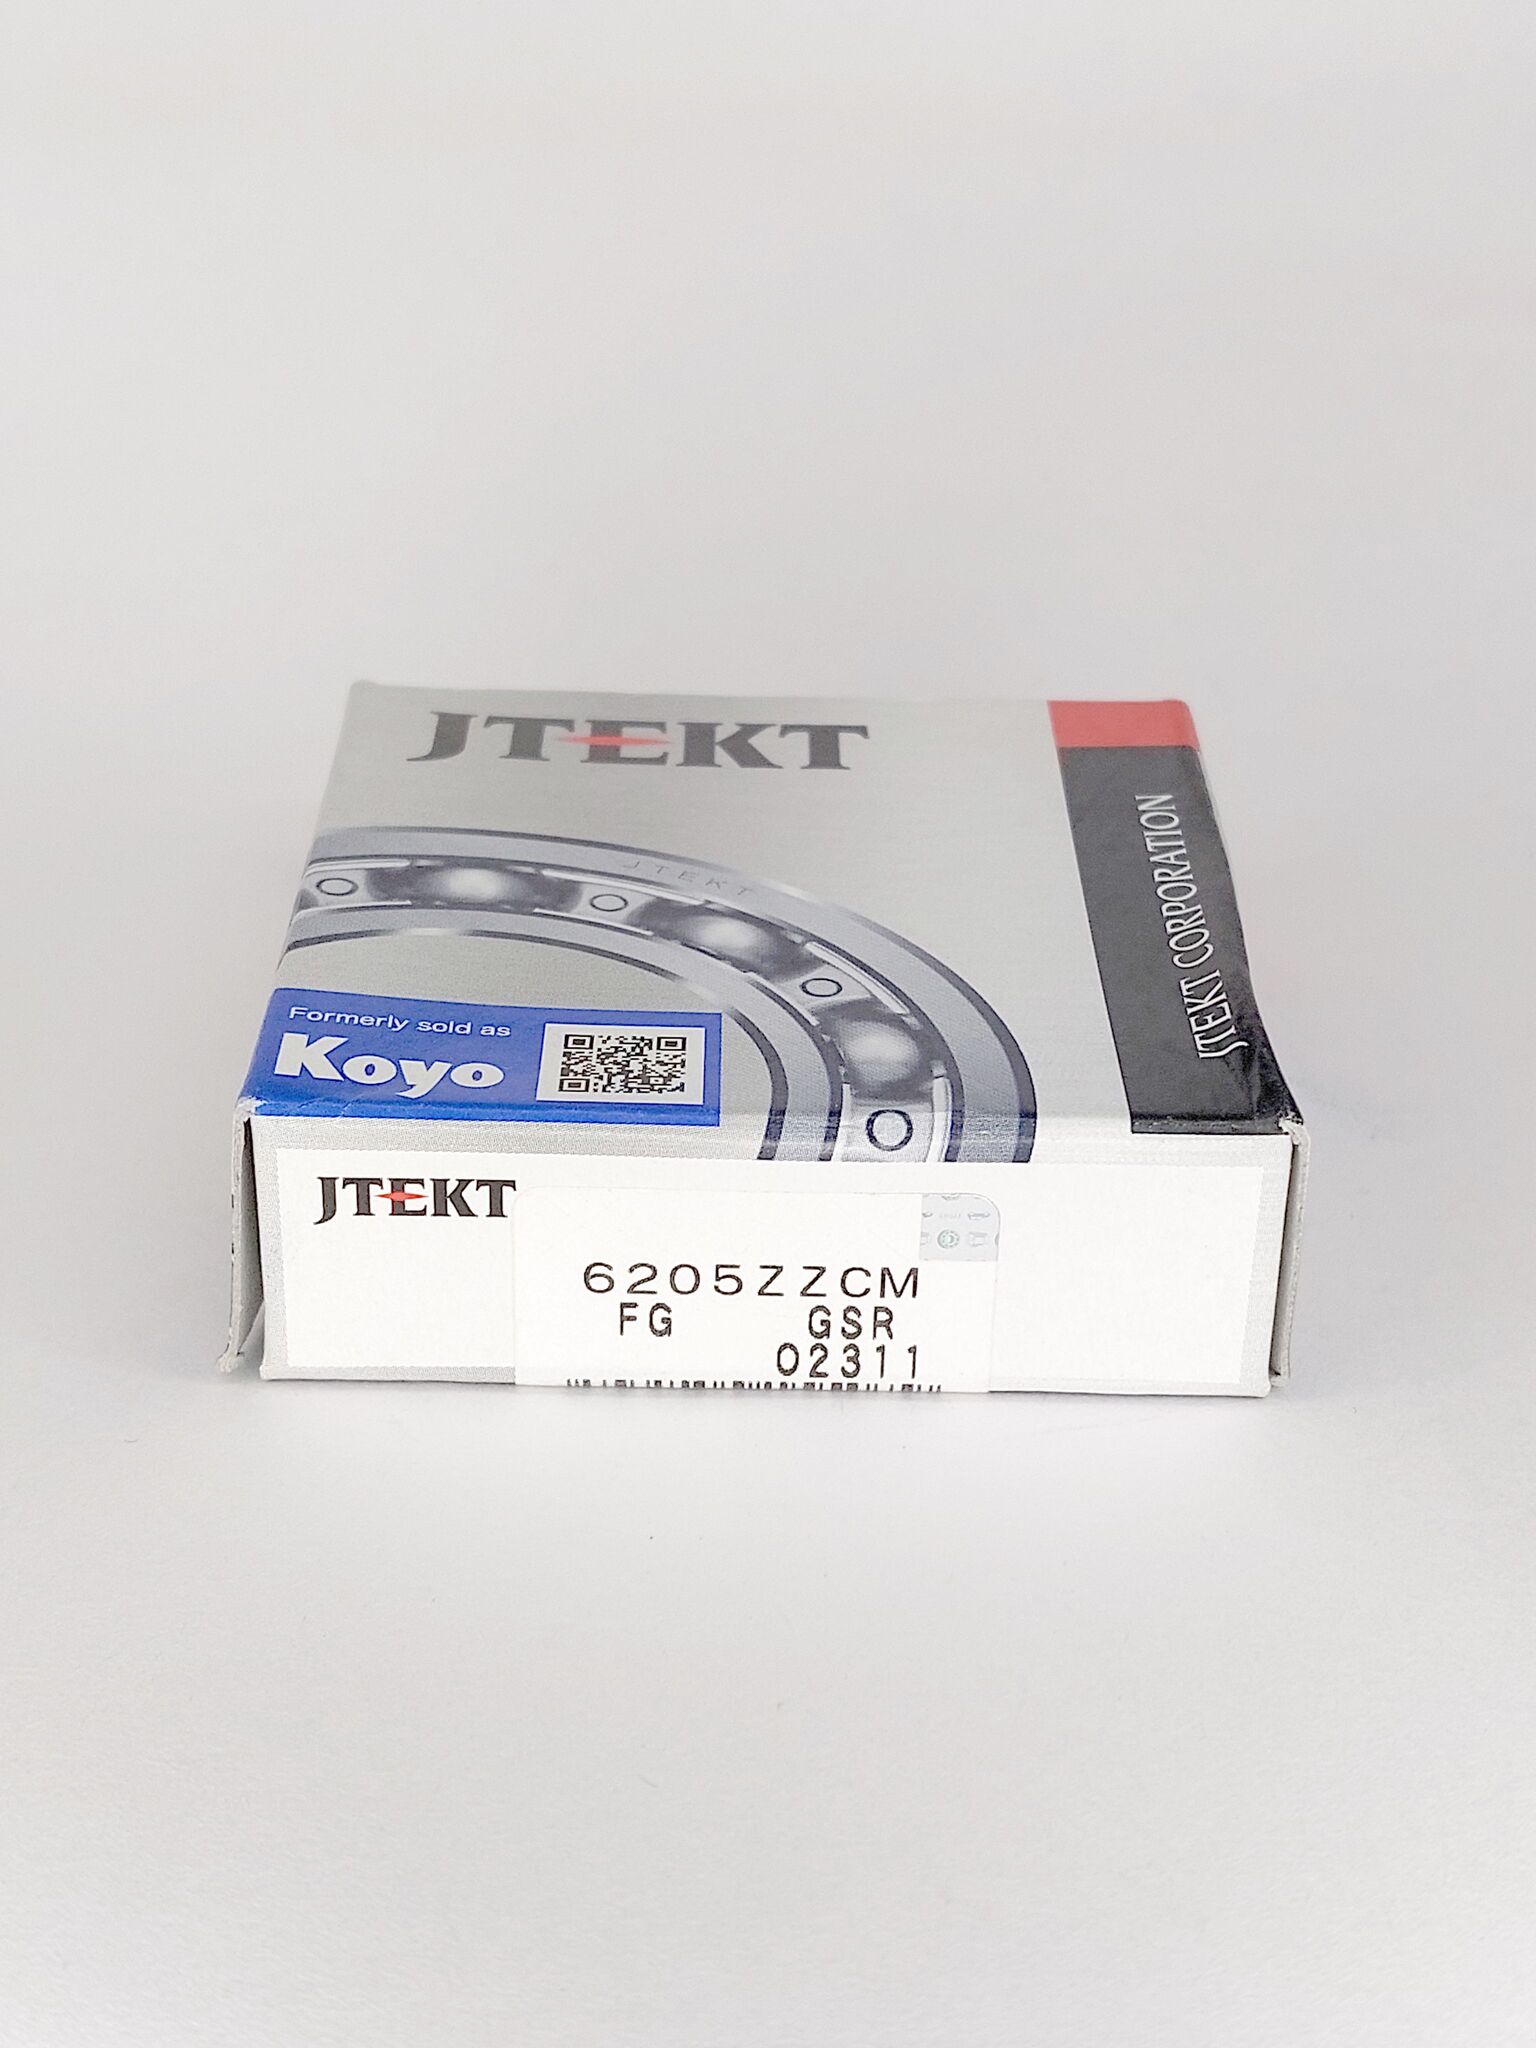 JTEKT
JTEKT CORPORATION
JTEKT
Formerly sold as
Koyo
JTEKT
6205ZZCM
FG GSR
02311